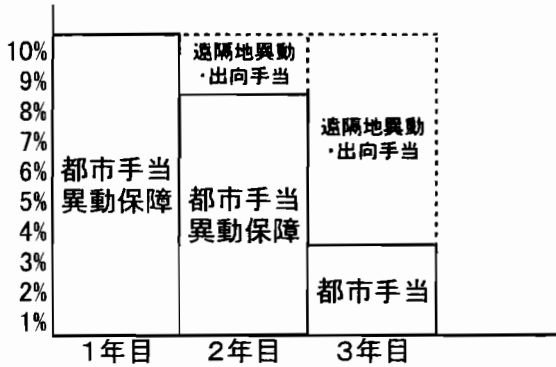 10%
9%
8%
7%
6%
5%
4%
3%
2%
1%
都市手当
異動保障
遠隔地異動
・出向手当
都市手当
異動保障
遠隔地異動
・出向手当
都市手当
1年目
2年目
3年目